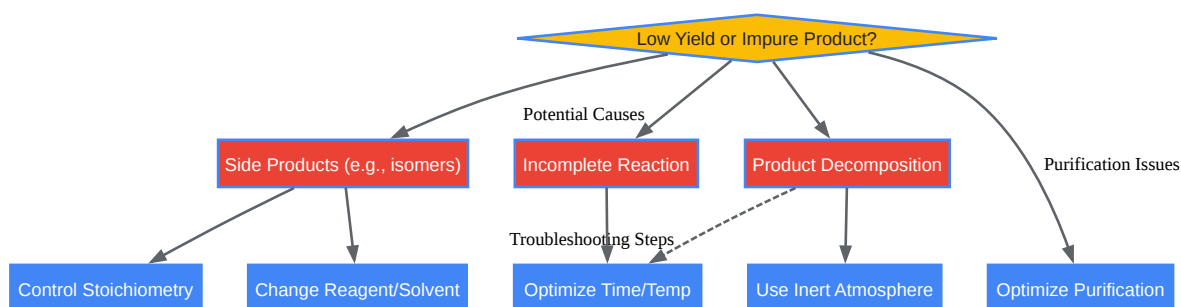 Low Yield or Impure Product?
Potential Causes
Side Products (e.g., isomers)
Incomplete Reaction
Product Decomposition
Purification Issues
Troubleshooting Steps
Control Stoichiometry
Change Reagent/Solvent
Optimize Time/Temp
Use Inert Atmosphere
Optimize Purification